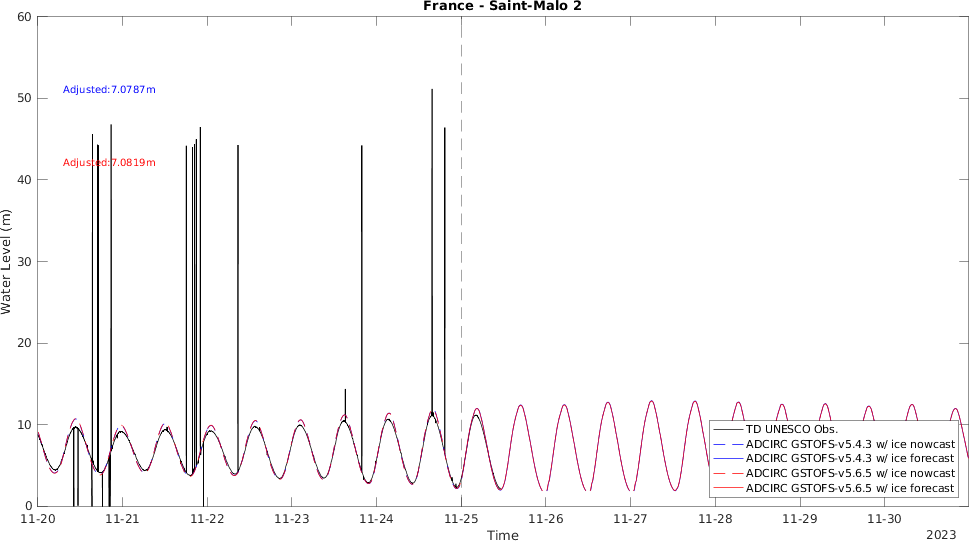 France - Saint-Malo 2
60
50
40
30
20
10
0
Water Level (m)
Adjusted:7.0787m
Adjusted:7.0819m
TD UNESCO Obs.
ADCIRC GSTOFS-v5.4.3 w/ ice nowcast
ADCIRC GSTOFS-v5.4.3 w/ ice forecast
ADCIRC GSTOFS-v5.6.5 w/ ice nowcast
ADCIRC GSTOFS-v5.6.5 w/ ice forecast
11-20 11-21 11-22 11-23 11-24 11-25 11-26 11-27 11-28 11-29 11-30
Time
2023